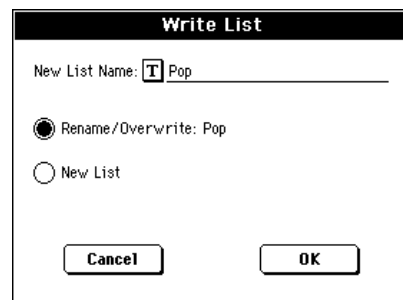 Write List
New List Name: T Pop
Rename/Overwrite: Pop
New List
Cancel OK